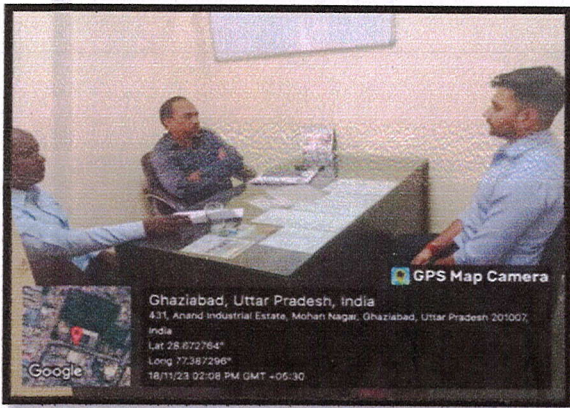 GPS Map Camera
Ghaziabad, Uttar Pradesh, India
431, Anand Industrial Estate, Mohan Nagar, Ghaziabad, Uttar Pradesh 201007,
India
Lat 28.672764°
Long 77.387296°
18/11/23 02:08 PM GMT +05:30
Google